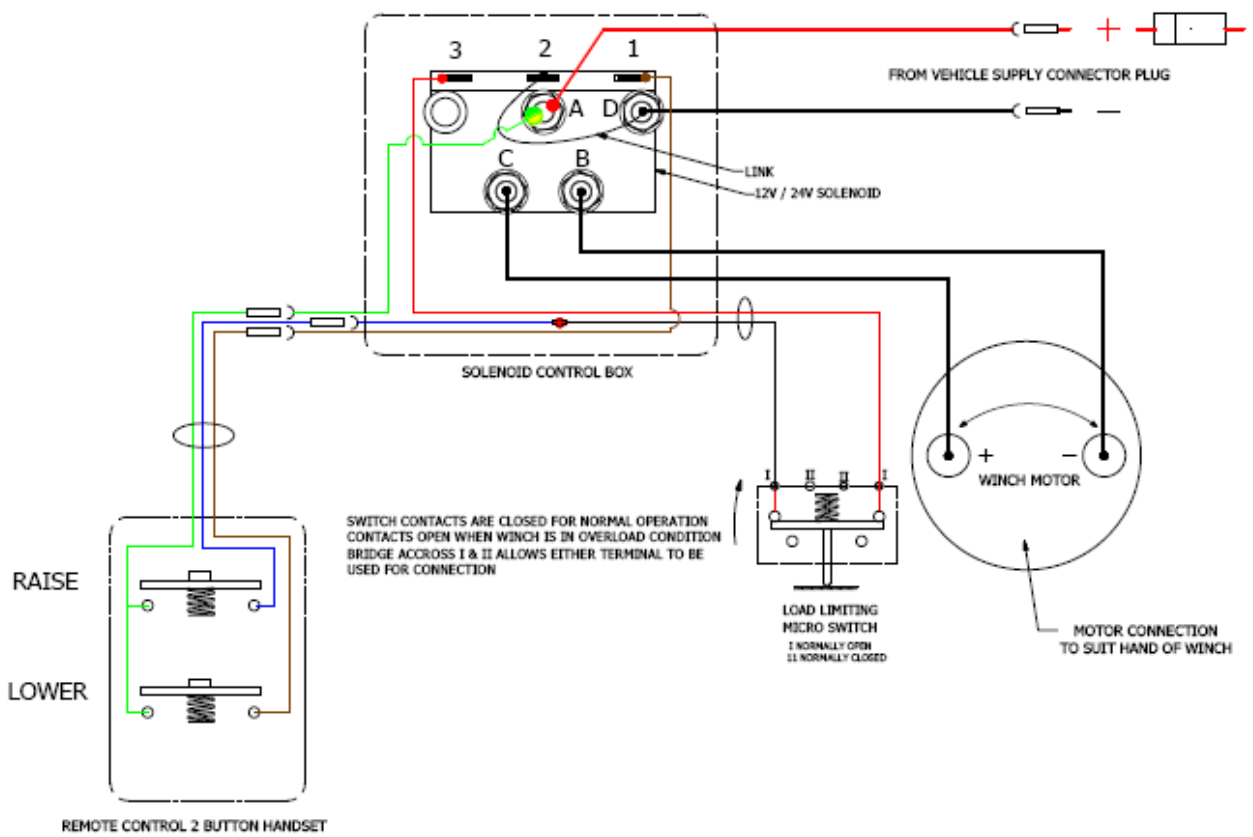 3 2 1
+
FROM VEHICLE SUPPLY CONNECTOR PLUG
A D
−
C B
LINK
12V / 24V SOLENOID
SOLENOID CONTROL BOX
+ −
WINCH MOTOR
I II II I
SWITCH CONTACTS ARE CLOSED FOR NORMAL OPERATION
CONTACTS OPEN WHEN WINCH IS IN OVERLOAD CONDITION
BRIDGE ACCROSS I & II ALLOWS EITHER TERMINAL TO BE
USED FOR CONNECTION
RAISE
LOAD LIMITING
MICRO SWITCH
I NORMALLY OPEN
11 NORMALLY CLOSED
MOTOR CONNECTION
TO SUIT HAND OF WINCH
LOWER
REMOTE CONTROL 2 BUTTON HANDSET